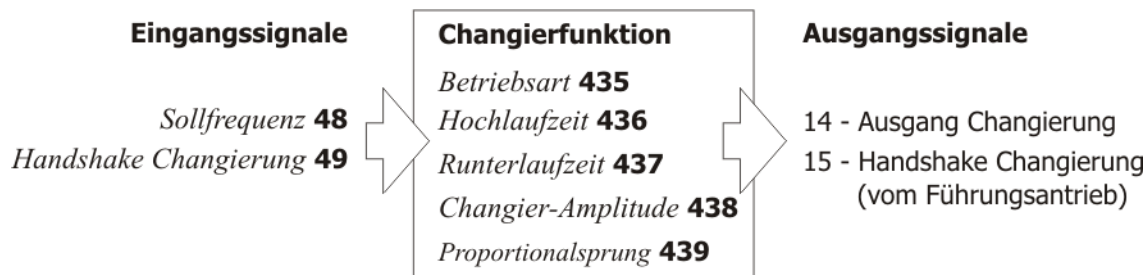 Eingangssignale
Sollfrequenz 48
Handshake Changierung 49
Changierfunktion
Betriebsart 435
Hochlaufzeit 436
Runterlaufzeit 437
Changier-Amplitude 438
Proportionalsprung 439
Ausgangssignale
14 - Ausgang Changierung
15 - Handshake Changierung
(vom Führungsantrieb)